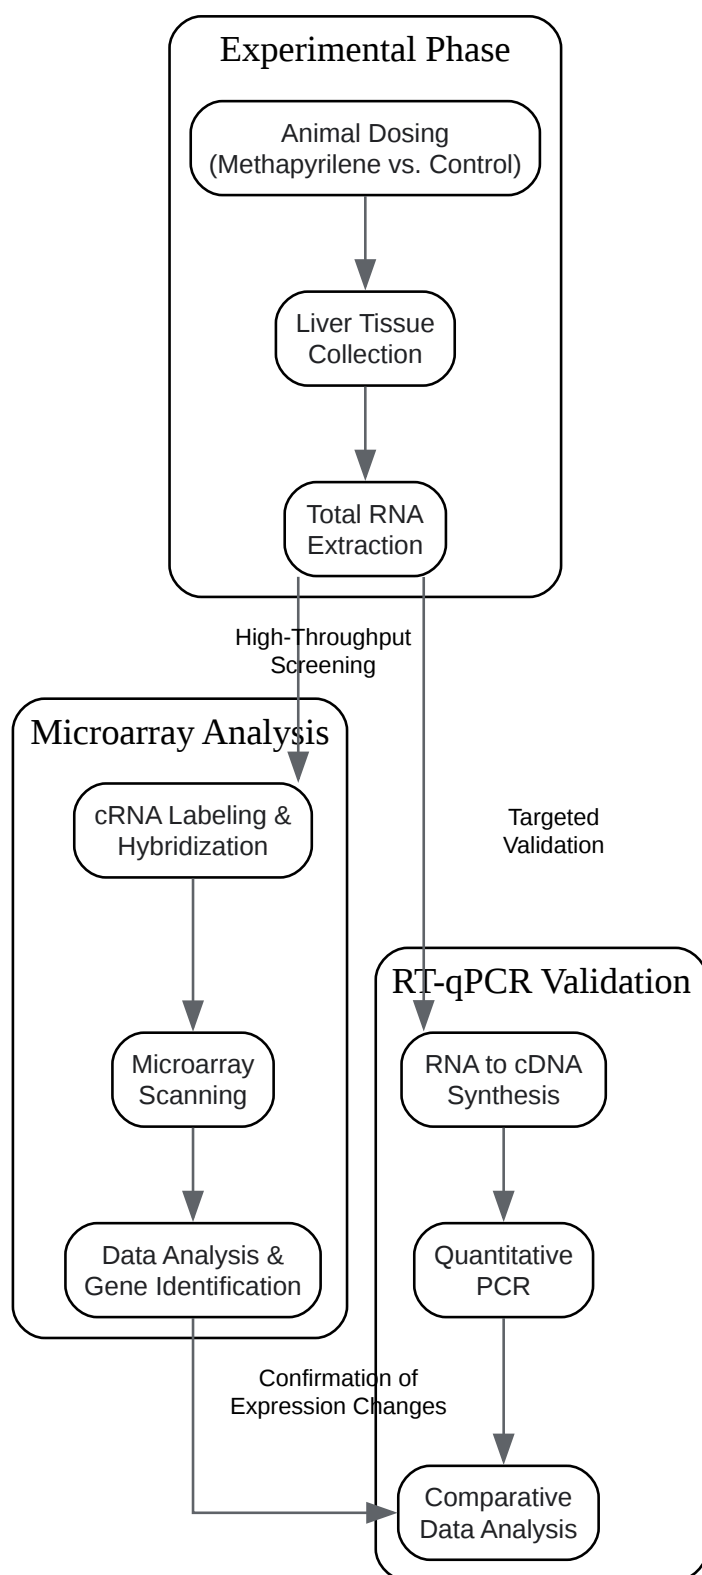 Experimental Phase
Animal Dosing
(Methapyrilene vs. Control)
Liver Tissue
Collection
Total RNA
Extraction
High-Throughput
Screening
Microarray Analysis
cRNA Labeling &
Hybridization
Targeted
Validation
RT-qPCR Validation
Microarray
Scanning
RNA to cDNA
Synthesis
Data Analysis &
Gene Identification
Quantitative
PCR
Confirmation of
Expression Changes
Comparative
Data Analysis